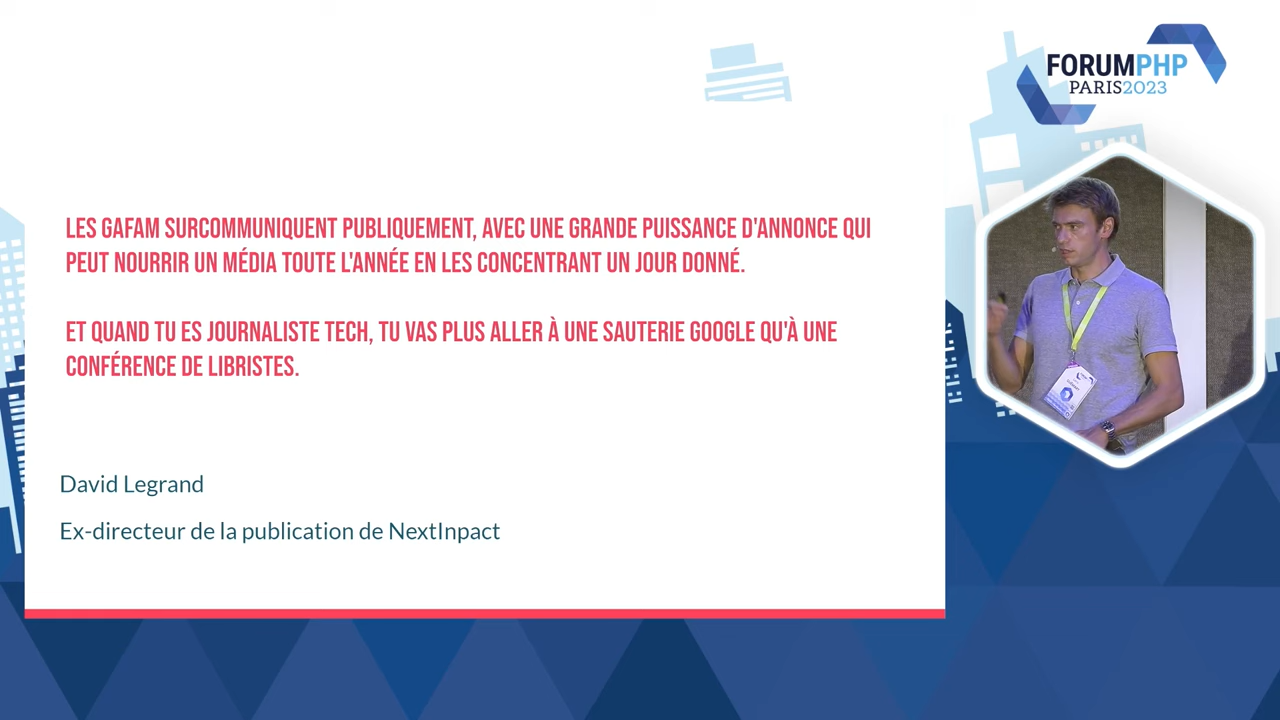 FORUMPHP
PARIS2023
LES GAFAM SURCOMMUNIQUENT PUBLIQUEMENT, AVEC UNE GRANDE PUISSANCE D'ANNONCE QUI
PEUT NOURRIR UN MÉDIA TOUTE L'ANNÉE EN LES CONCENTRANT UN JOUR DONNÉ.
ET QUAND TU ES JOURNALISTE TECH, TU VAS PLUS ALLER À UNE SAUTERIE GOOGLE QU'À UNE
CONFÉRENCE DE LIBRISTES.
David Legrand
Ex-directeur de la publication de NextInpact